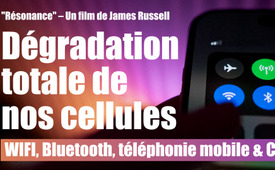 "Résonance" – Un film de James Russell
Dégradation
totale de
nos cellules
WIFI, Bluetooth, téléphonie mobile & C